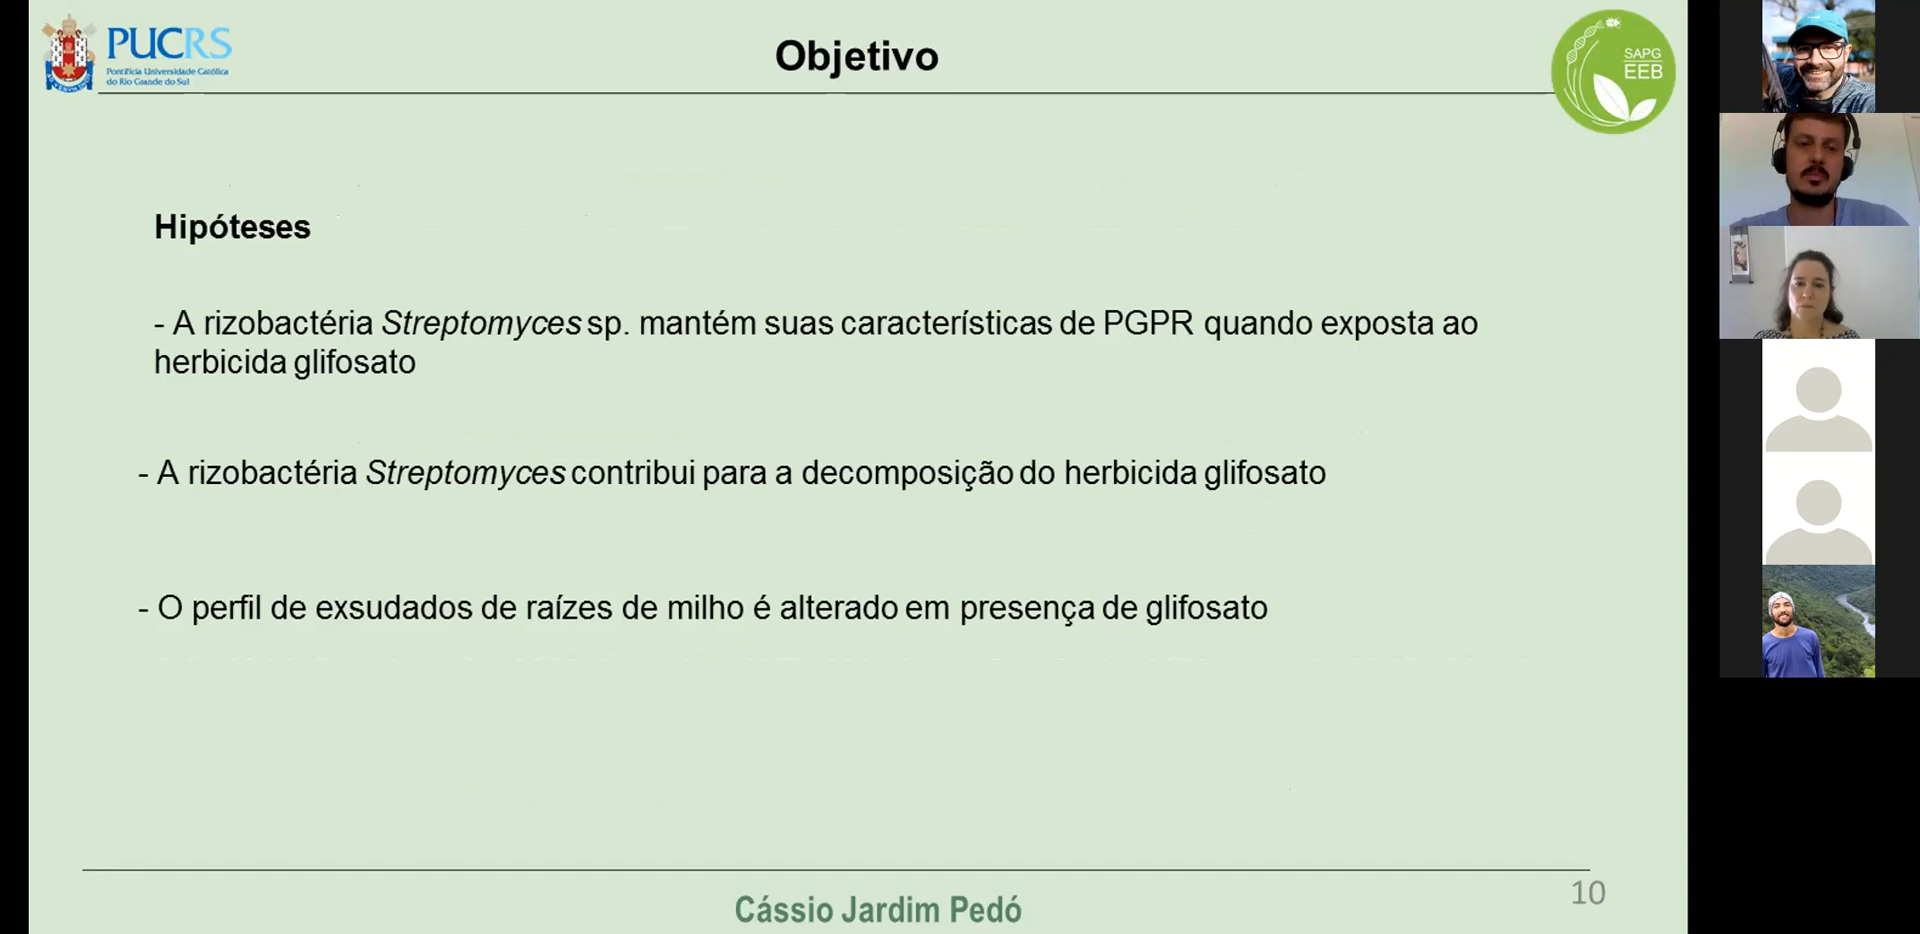 PUCRS
Pontifícia Universidade Católica
do Rio Grande do Sul
Objetivo
SAPG
EEB
Hipóteses
- A rizobactéria Streptomyces sp. mantém suas características de PGPR quando exposta ao
herbicida glifosato
- A rizobactéria Streptomyces contribui para a decomposição do herbicida glifosato
- O perfil de exsudados de raízes de milho é alterado em presença de glifosato
Cássio Jardim Pedó
10